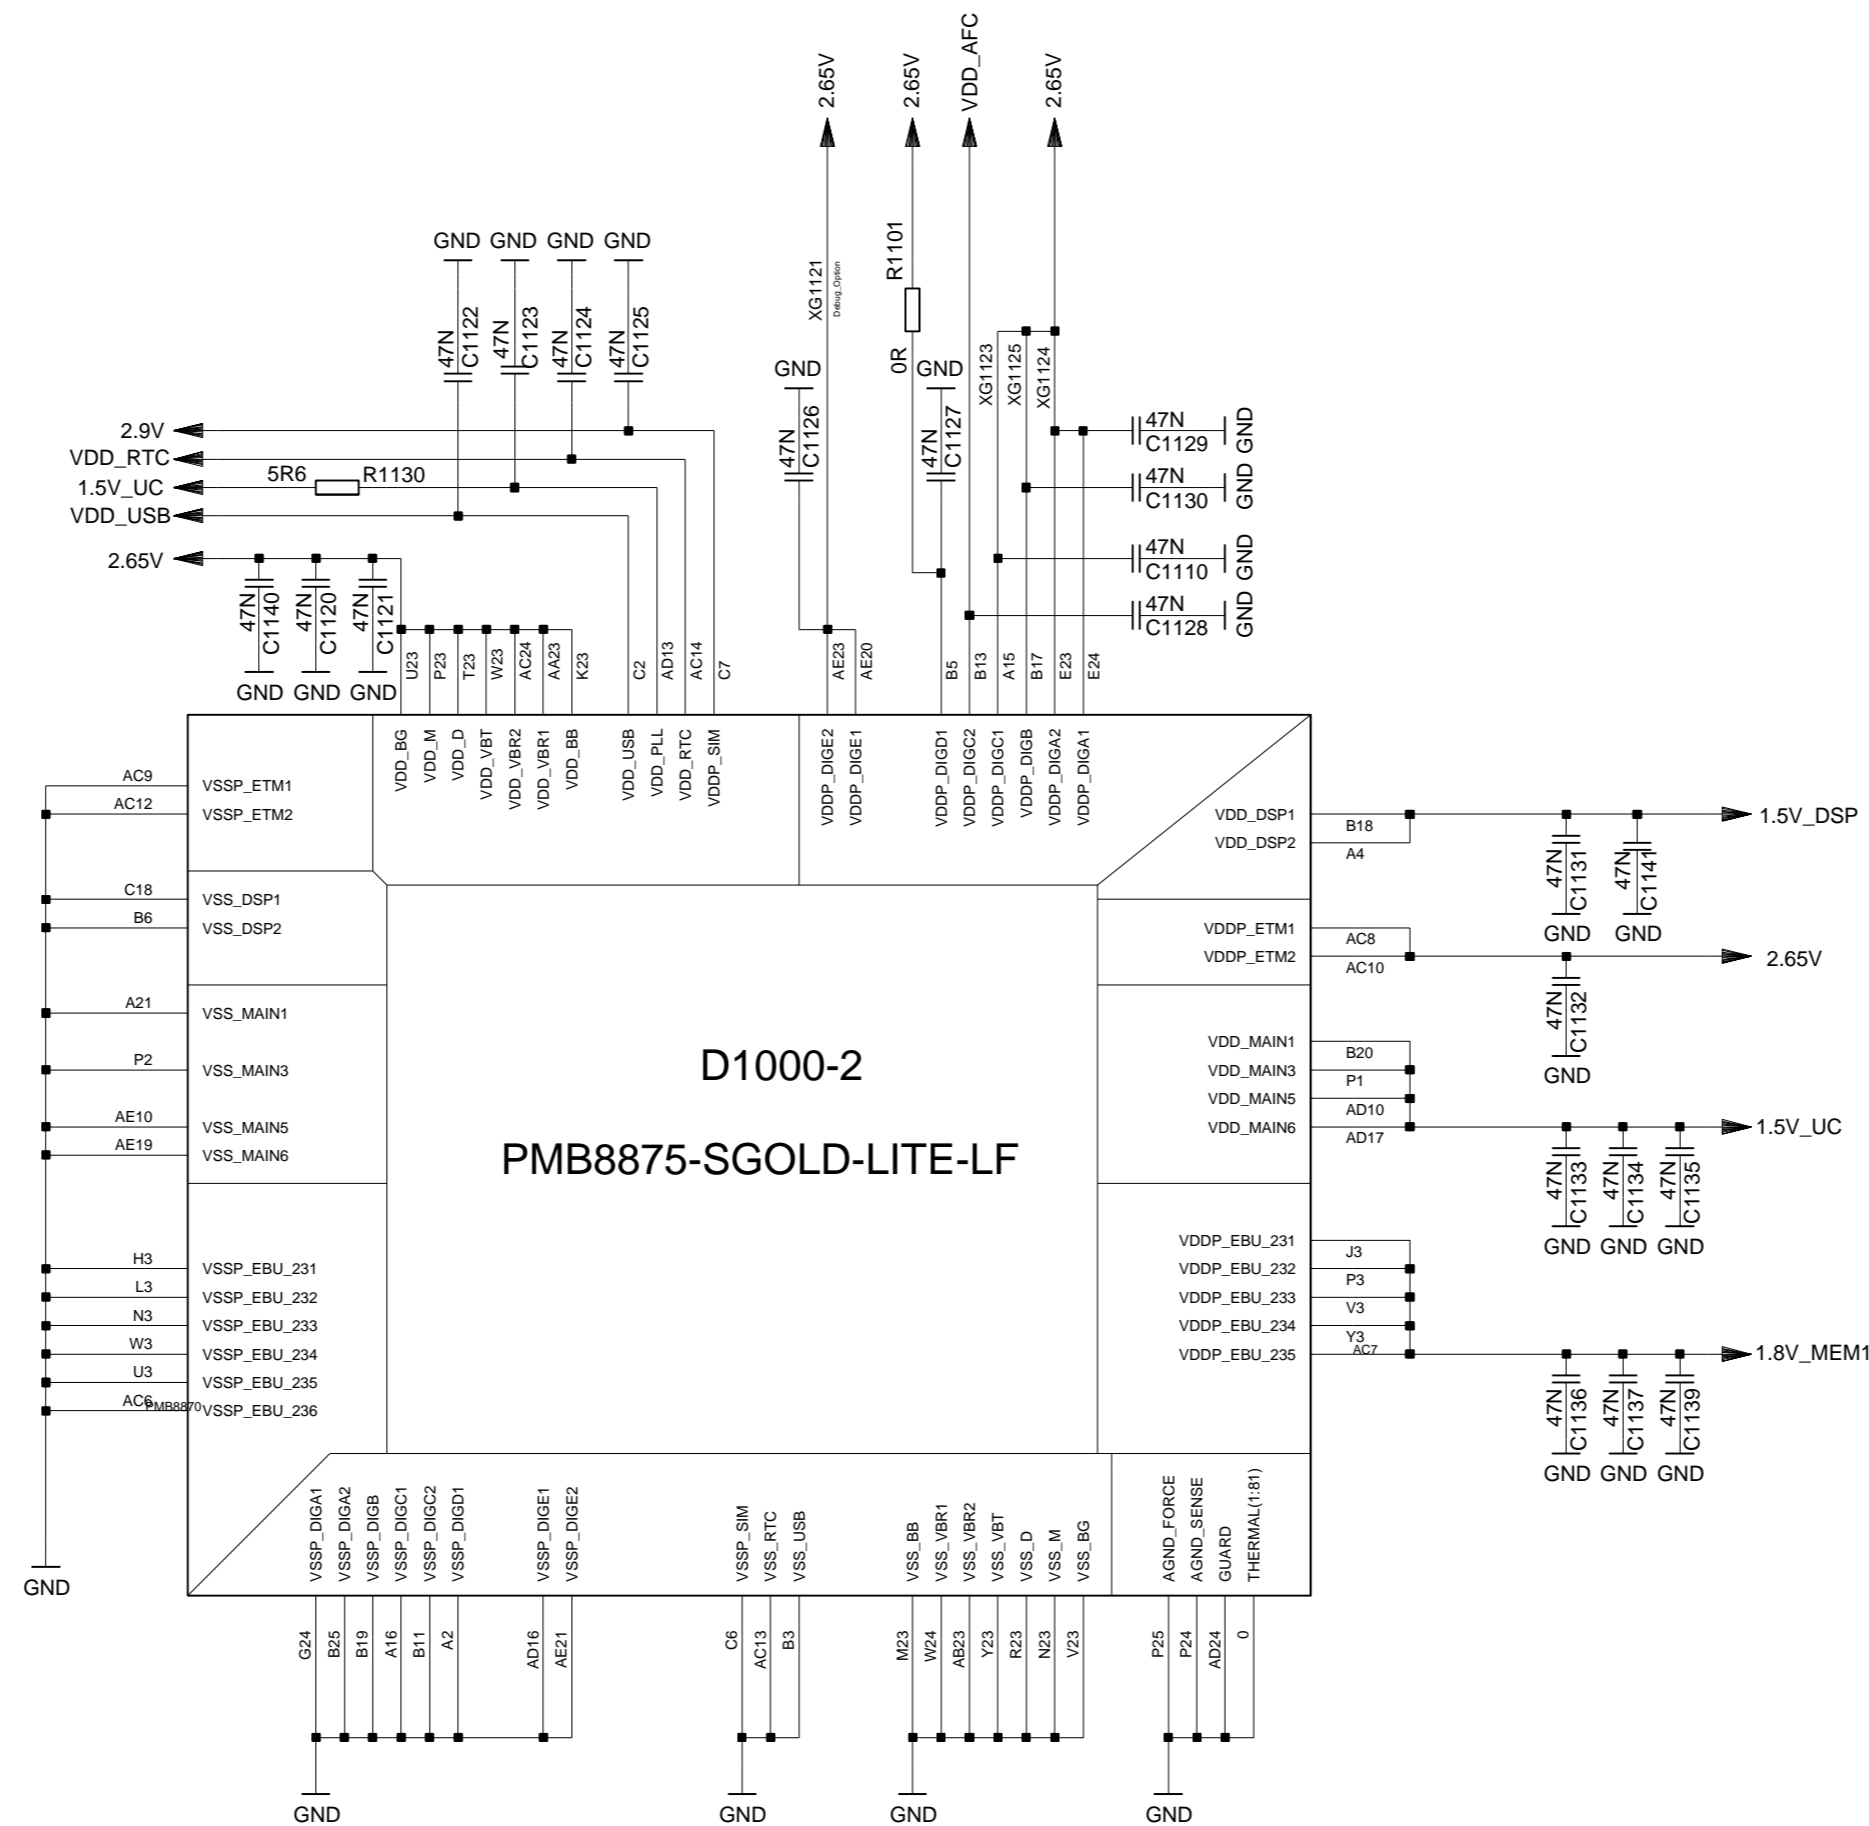 2.65V
2.65V
VDD_AFC
2.65V
GND GND GND GND
47N C1122
47N C1123
47N C1124
47N C1125
XG1121
Debug_Option
R1101
0R
GND
47N C1126
GND
47N C1127
XG1123
XG1125
XG1124
47N C1129 GND
47N C1130 GND
47N C1110 GND
47N C1128 GND
2.9V
VDD_RTC
1.5V_UC 5R6 R1130
VDD_USB
2.65V
47N C1140
47N C1120
47N C1121
GND GND GND
U23
P23
T23
W23
AC24
AA23
K23
C2
AD13
AC14
C7
AE23
AE20
B5
B13
A15
B17
E23
E24
VDD_BG
VDD_M
VDD_D
VDD_VBT
VDD_VBR2
VDD_VBR1
VDD_BB
VDD_USB
VDD_PLL
VDD_RTC
VDDP_SIM
VDDP_DIGE2
VDDP_DIGE1
VDDP_DIGD1
VDDP_DIGC2
VDDP_DIGC1
VDDP_DIGB
VDDP_DIGA2
VDDP_DIGA1
AC9 VSSP_ETM1
AC12 VSSP_ETM2
C18 VSS_DSP1
B6 VSS_DSP2
A21 VSS_MAIN1
P2 VSS_MAIN3
AE10 VSS_MAIN5
AE19 VSS_MAIN6
H3 VSSP_EBU_231
L3 VSSP_EBU_232
N3 VSSP_EBU_233
W3 VSSP_EBU_234
U3 VSSP_EBU_235
AC6 PMB8870 VSSP_EBU_236
GND
D1000-2
PMB8875-SGOLD-LITE-LF
VDD_DSP1 B18 1.5V_DSP
VDD_DSP2 A4
47N C1131
47N C1141
GND GND
VDDP_ETM1 AC8
VDDP_ETM2 AC10 2.65V
47N C1132
GND
VDD_MAIN1 B20
VDD_MAIN3 P1
VDD_MAIN5 AD10
VDD_MAIN6 AD17 1.5V_UC
47N C1133
47N C1134
47N C1135
GND GND GND
VDDP_EBU_231 J3
VDDP_EBU_232 P3
VDDP_EBU_233 V3
VDDP_EBU_234 Y3
VDDP_EBU_235 AC7 1.8V_MEM1
47N C1136
47N C1137
47N C1139
GND GND GND
VSSP_DIGA1
VSSP_DIGA2
VSSP_DIGB
VSSP_DIGC1
VSSP_DIGC2
VSSP_DIGD1
VSSP_DIGE1
VSSP_DIGE2
VSSP_SIM
VSS_RTC
VSS_USB
VSS_BB
VSS_VBR1
VSS_VBR2
VSS_VBT
VSS_D
VSS_M
VSS_BG
AGND_FORCE
AGND_SENSE
GUARD
THERMAL(1:81)
G24
B25
B19
A16
B11
A2
AD16
AE21
C6
AC13
B3
M23
W24
AB23
Y23
R23
N23
V23
P25
P24
AD24
0
GND GND GND GND